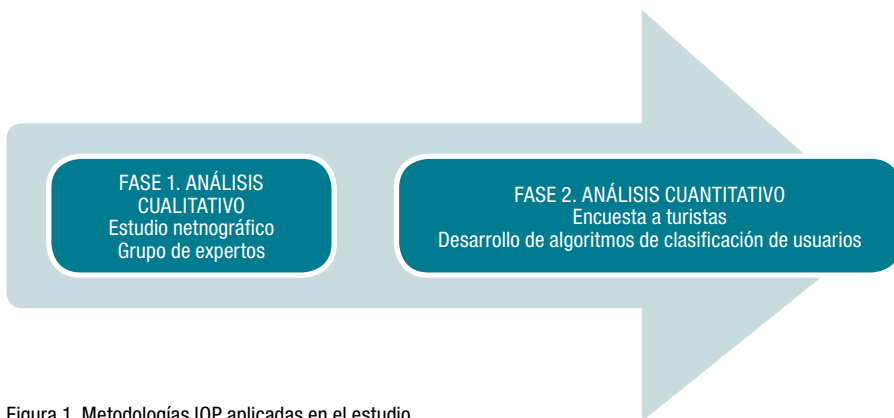 FASE 1. ANÁLISIS
CUALITATIVO
Estudio netnográfico
Grupo de expertos
FASE 2. ANÁLISIS CUANTITATIVO
Encuesta a turistas
Desarrollo de algoritmos de clasificación de usuarios
Figura 1. Metodologías IOP aplicadas en el estudio